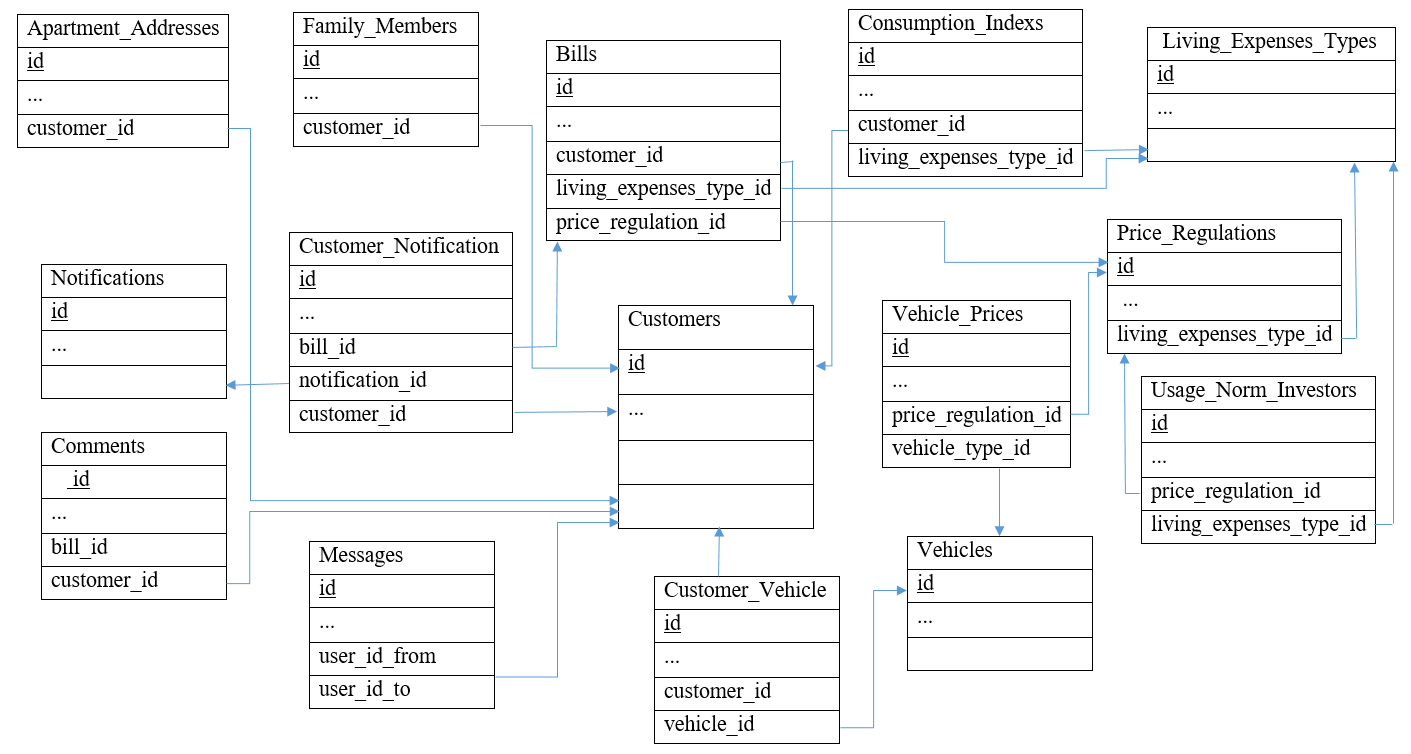 Apartment_Addresses
id
...
customer_id
Family_Members
id
...
customer_id
Bills
id
...
customer_id
living_expenses_type_id
price_regulation_id
Consumption_Indexs
id
...
customer_id
living_expenses_type_id
Living_Expenses_Types
id
...
Notifications
id
...
Customer_Notification
id
...
bill_id
notification_id
customer_id
Customers
id
...
Vehicle_Prices
id
...
price_regulation_id
vehicle_type_id
Price_Regulations
id
...
living_expenses_type_id
Usage_Norm_Investors
id
...
price_regulation_id
living_expenses_type_id
Comments
id
...
bill_id
customer_id
Messages
id
...
user_id_from
user_id_to
Customer_Vehicle
id
...
customer_id
vehicle_id
Vehicles
id
...